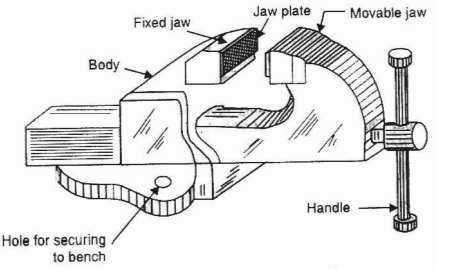 Jaw plate
Movable jaw
Fixed jaw
Body
Handle
Hole for securing
to bench